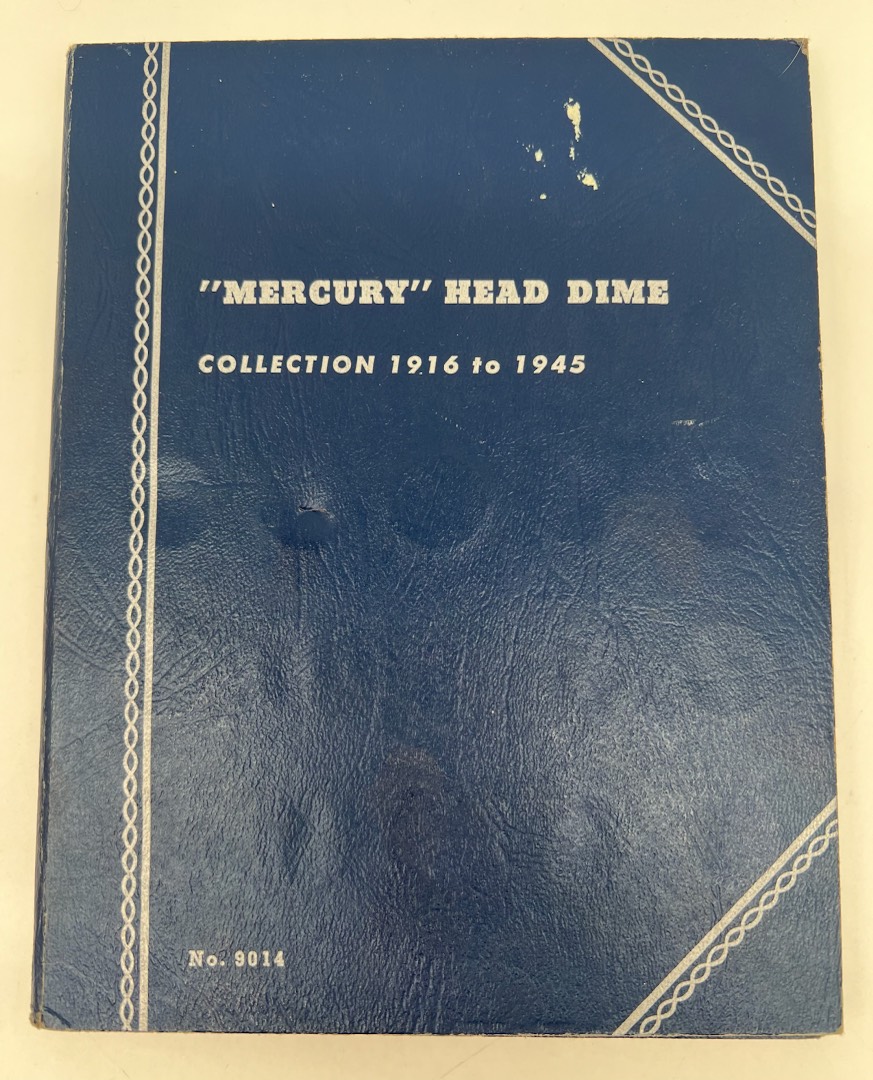 "MERCURY" HEAD DIME
COLLECTION 1916 to 1945
No. 9014